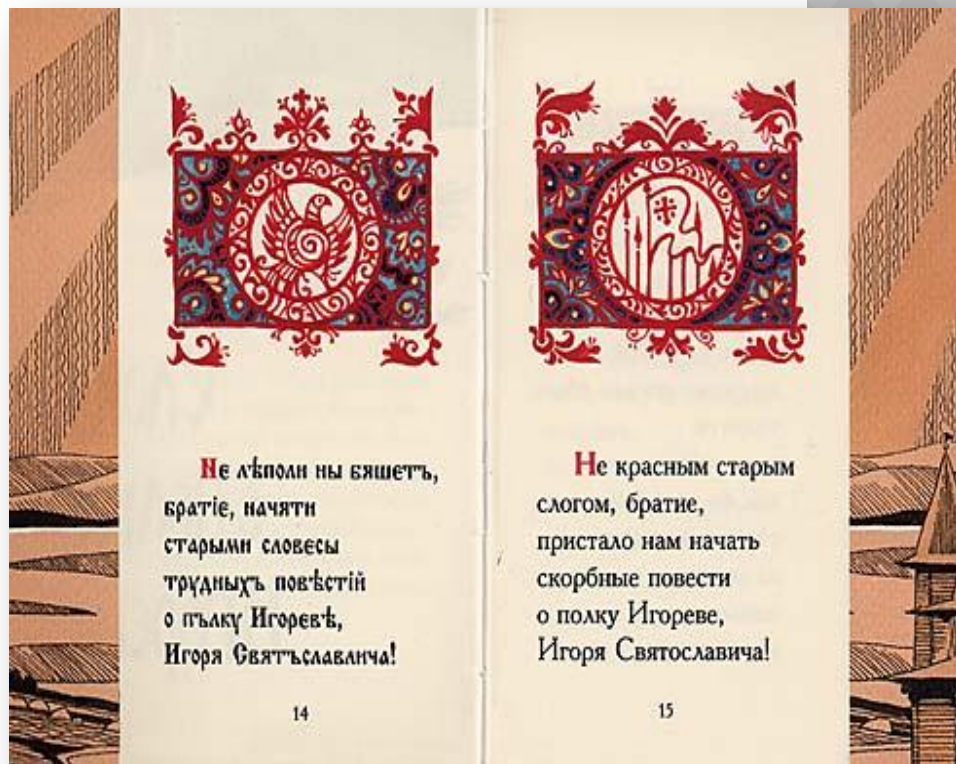 Не лѣполи ны бяшетъ,
братіе, начяти
старыми словесы
трудныхъ повѣстій
о пълку Игоревѣ,
Игоря Святъславлича!
14
Не красным старым
слогом, братие,
пристало нам начать
скорбные повести
о полку Игореве,
Игоря Святославича!
15